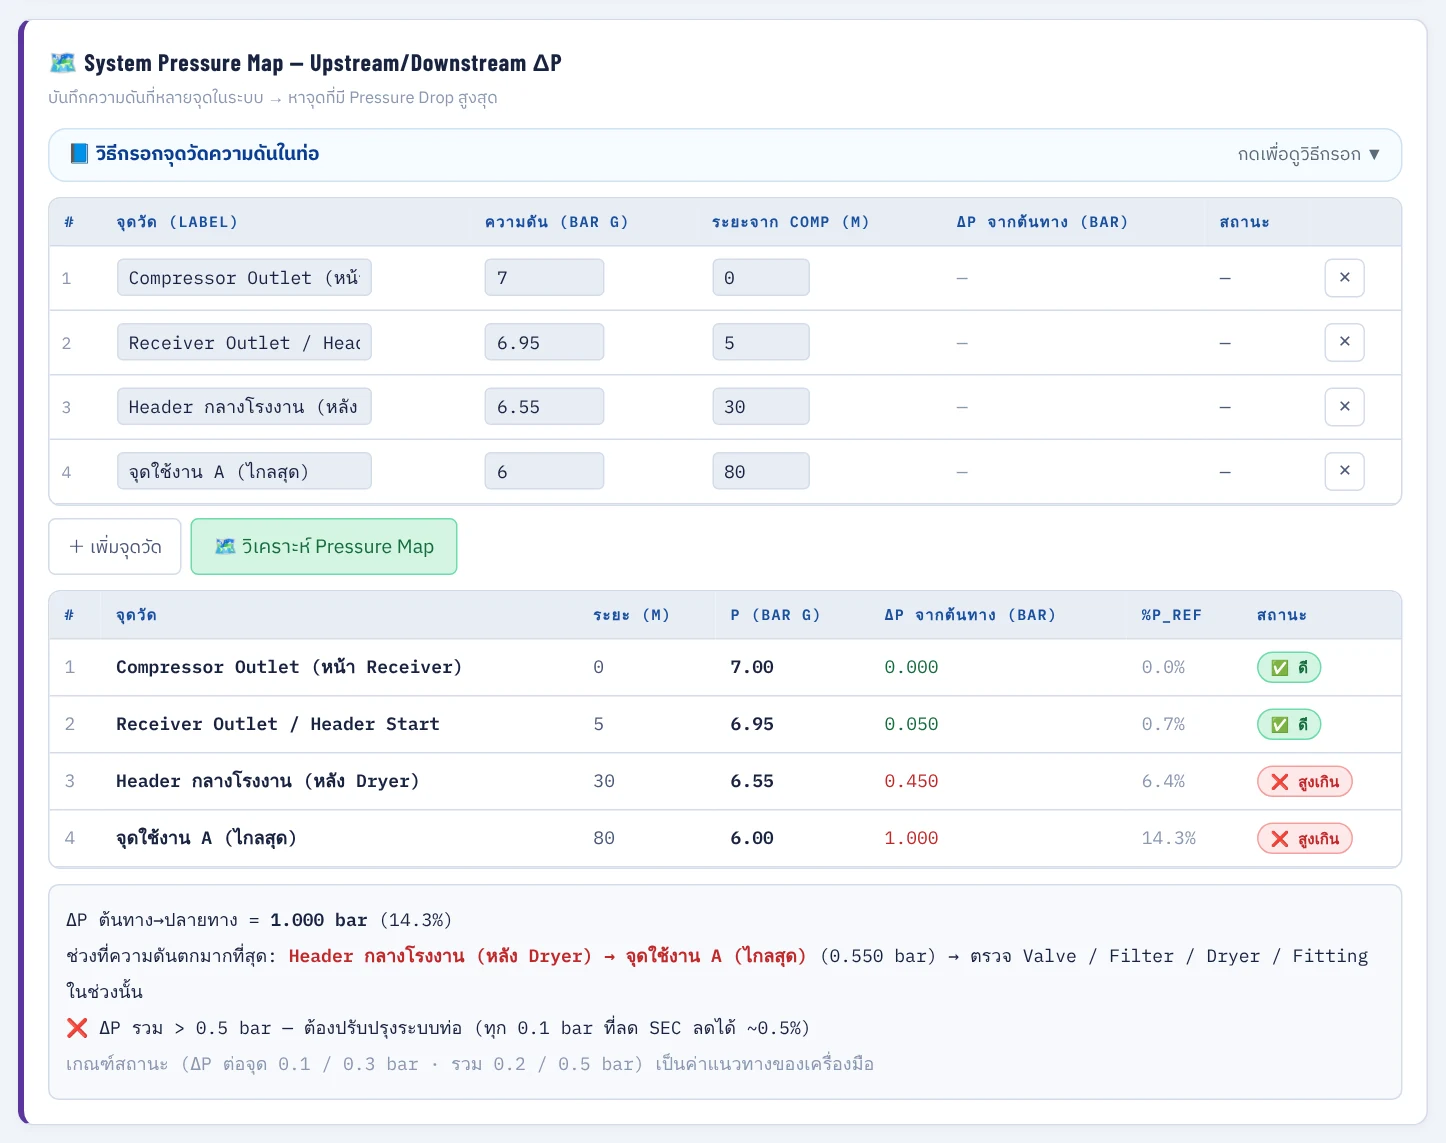 🗺️ System Pressure Map — Upstream/Downstream ΔP
บันทึกความดันที่หลายจุดในระบบ → หาจุดที่มี Pressure Drop สูงสุด
📘 วิธีกรอกจุดวัดความดันในท่อ กดเพื่อดูวิธีกรอก ▼
# จุดวัด (LABEL) ความดัน (BAR G) ระยะจาก COMP (M) ΔP จากต้นทาง (BAR) สถานะ
1 Compressor Outlet (หน้ 7 0 — — ×
2 Receiver Outlet / Head 6.95 5 — — ×
3 Header กลางโรงงาน (หลัง 6.55 30 — — ×
4 จุดใช้งาน A (ไกลสุด) 6 80 — — ×
+ เพิ่มจุดวัด 🗺️ วิเคราะห์ Pressure Map
# จุดวัด ระยะ (M) P (BAR G) ΔP จากต้นทาง (BAR) %P_REF สถานะ
1 Compressor Outlet (หน้า Receiver) 0 7.00 0.000 0.0% ✅ ดี
2 Receiver Outlet / Header Start 5 6.95 0.050 0.7% ✅ ดี
3 Header กลางโรงงาน (หลัง Dryer) 30 6.55 0.450 6.4% ❌ สูงเกิน
4 จุดใช้งาน A (ไกลสุด) 80 6.00 1.000 14.3% ❌ สูงเกิน
ΔP ต้นทาง→ปลายทาง = 1.000 bar (14.3%)
ช่วงที่ความดันตกมากที่สุด: Header กลางโรงงาน (หลัง Dryer) → จุดใช้งาน A (ไกลสุด) (0.550 bar) → ตรวจ Valve / Filter / Dryer / Fitting
ในช่วงนั้น
❌ ΔP รวม > 0.5 bar — ต้องปรับปรุงระบบท่อ (ทุก 0.1 bar ที่ลด SEC ลดได้ ~0.5%)
เกณฑ์สถานะ (ΔP ต่อจุด 0.1 / 0.3 bar · รวม 0.2 / 0.5 bar) เป็นค่าแนวทางของเครื่องมือ